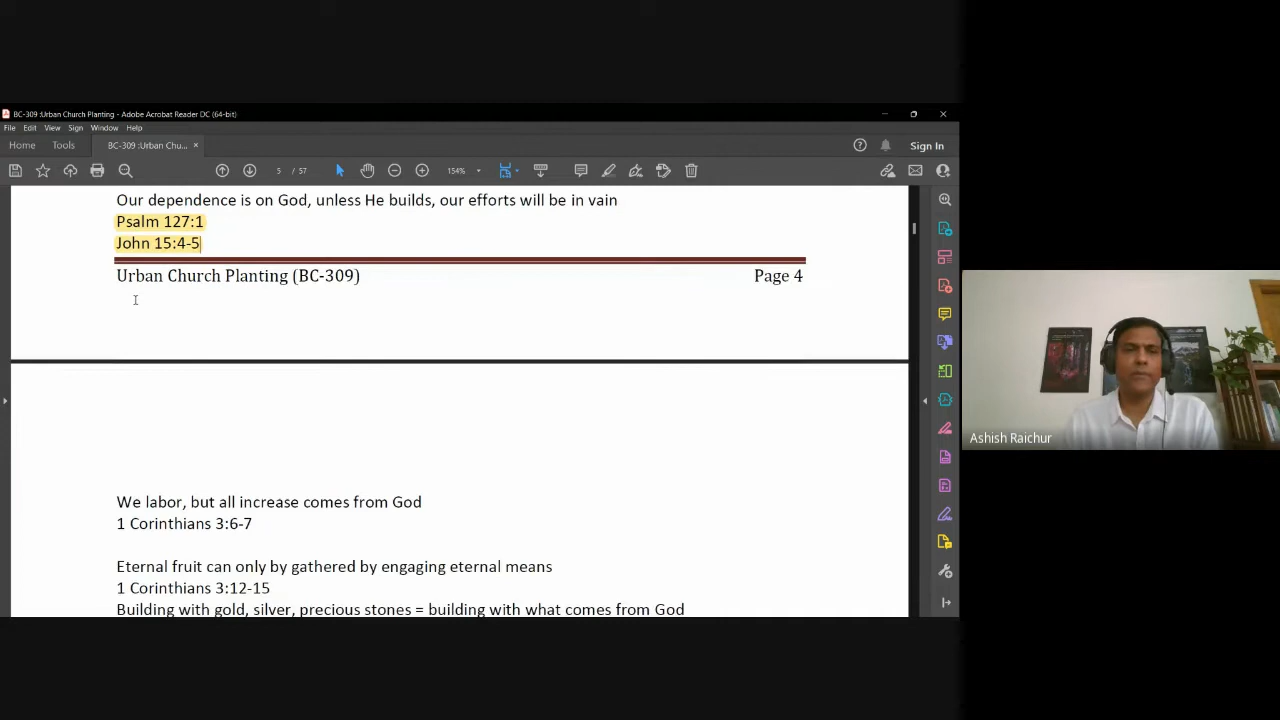 BC-309 :Urban Church Planting - Adobe Acrobat Reader DC (64-bit)
File Edit View Sign Window Help
Home Tools BC-309 :Urban Chu... × Sign In
5 / 57 154%
Our dependence is on God, unless He builds, our efforts will be in vain
Psalm 127:1
John 15:4-5
Urban Church Planting (BC-309) Page 4
We labor, but all increase comes from God
1 Corinthians 3:6-7
Eternal fruit can only by gathered by engaging eternal means
1 Corinthians 3:12-15
Building with gold, silver, precious stones = building with what comes from God
Ashish Raichur